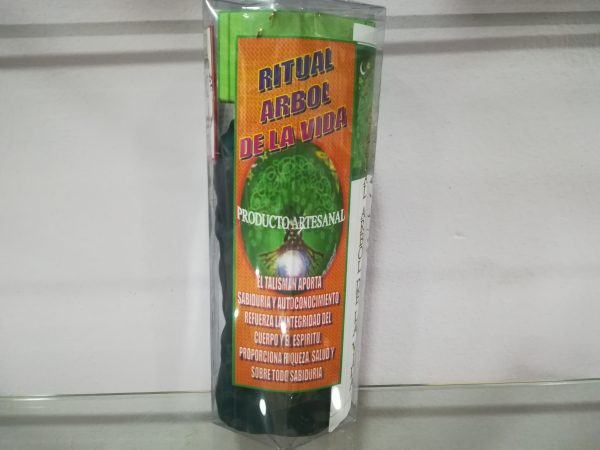 RITUAL
ARBOL
DE LA VIDA
PRODUCTO ARTESANAL
EL TALISMAN APORTA
SABIDURIA Y AUTOCONOCIMIENTO
REFUERZA LA INTEGRIDAD DEL
CUERPO Y EL ESPIRITU.
PROPORCIONA RIQUEZA, SALUD Y
SOBRE TODO SABIDURIA